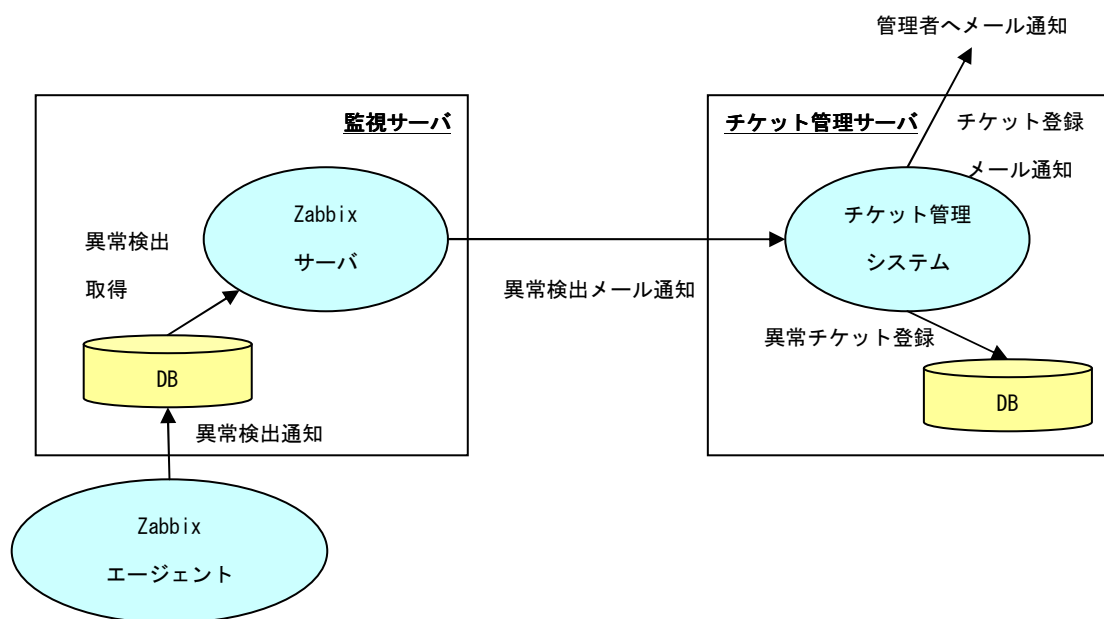 管理者へメール通知
監視サーバ
チケット管理サーバ
チケット登録
メール通知
Zabbix
サーバ
チケット管理
システム
異常検出
取得
異常検出メール通知
異常チケット登録
DB
DB
異常検出通知
Zabbix
エージェント